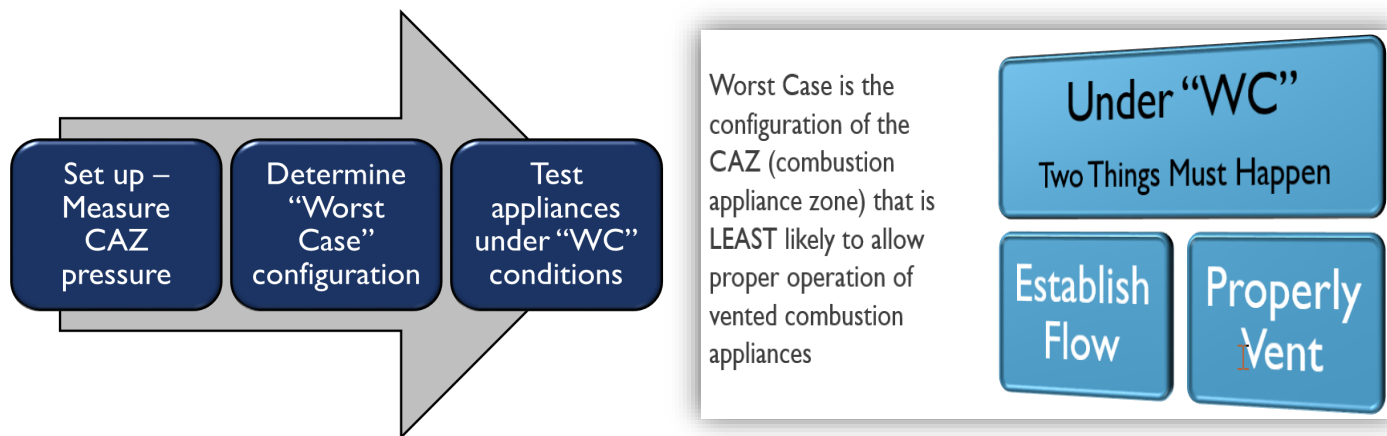 Set up –
Measure
CAZ
pressure
Determine
“Worst
Case”
configuration
Test
appliances
under “WC”
conditions
Worst Case is the
configuration of the
CAZ (combustion
appliance zone) that is
LEAST likely to allow
proper operation of
vented combustion
appliances
Under “WC”
Two Things Must Happen
Establish
Flow
Properly
Vent